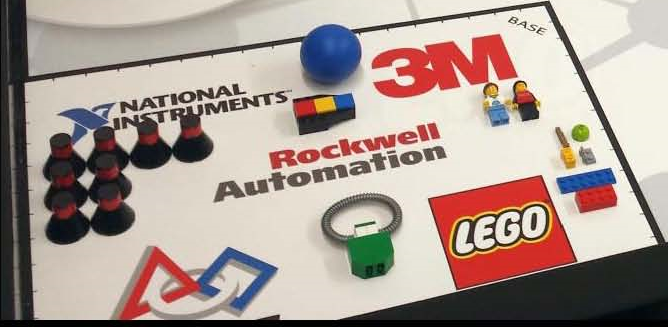 BASE
3M
NATIONAL
INSTRUMENTS
Rockwell
Automation
LEGO